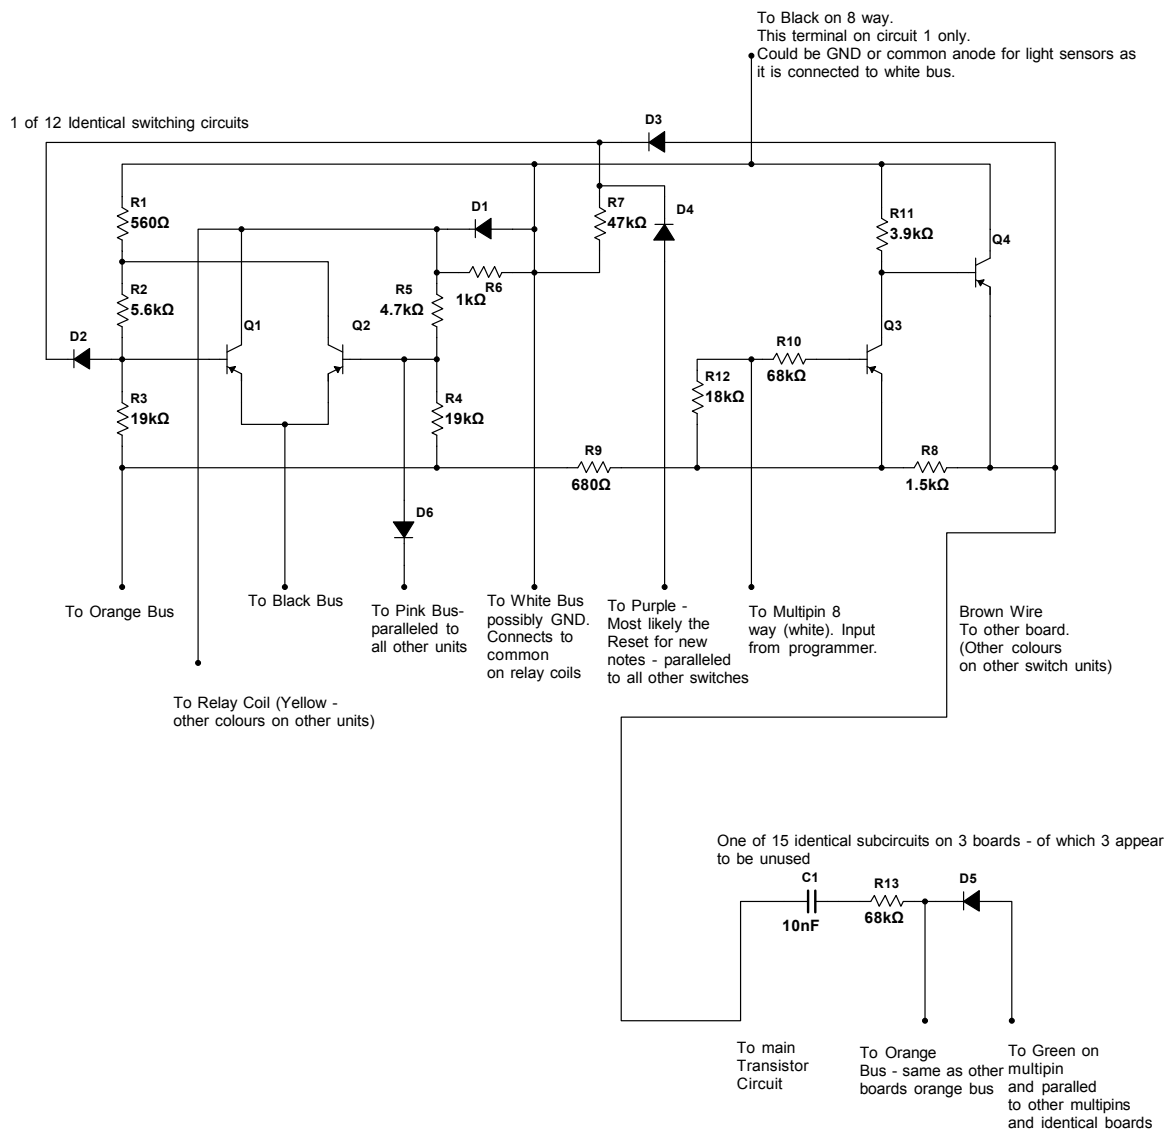 To Black on 8 way.
This terminal on circuit 1 only.
Could be GND or common anode for light sensors as
it is connected to white bus.
1 of 12 Identical switching circuits
D3
R1
560Ω
D1
R7
47kΩ
D4
R11
3.9kΩ
Q4
R2
5.6kΩ
R5
4.7kΩ
1kΩ
R6
D2
Q1
Q2
Q3
R10
68kΩ
R12
18kΩ
R3
19kΩ
R4
19kΩ
R9
680Ω
R8
1.5kΩ
D6
To Orange Bus
To Black Bus
To Pink Bus-
paralleled to
all other units
To White Bus
possibly GND.
Connects to
common
on relay coils
To Purple -
Most likely the
Reset for new
notes - paralleled
to all other switches
To Multipin 8
way (white). Input
from programmer.
Brown Wire
To other board.
(Other colours
on other switch units)
To Relay Coil (Yellow -
other colours on other units)
One of 15 identical subcircuits on 3 boards - of which 3 appear
to be unused
C1
10nF
R13
68kΩ
D5
To main
Transistor
Circuit
To Orange
Bus - same as other
boards orange bus
To Green on
multipin
and paralled
to other multipins
and identical boards